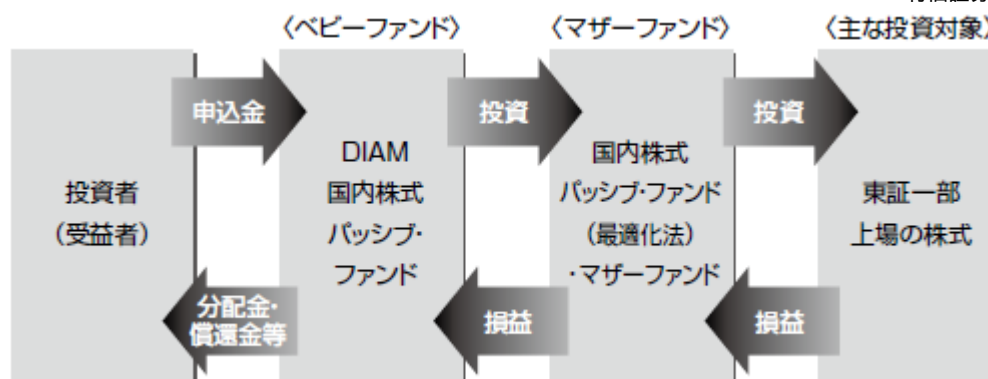 〈ベビーファンド〉
〈マザーファンド〉
〈主な投資対象〉
申込金
投資
投資
投資者
（受益者）
DIAM
国内株式
パッシブ・
ファンド
国内株式
パッシブ・ファンド
（最適化法）
・マザーファンド
東証一部
上場の株式
分配金・
償還金等
損益
損益